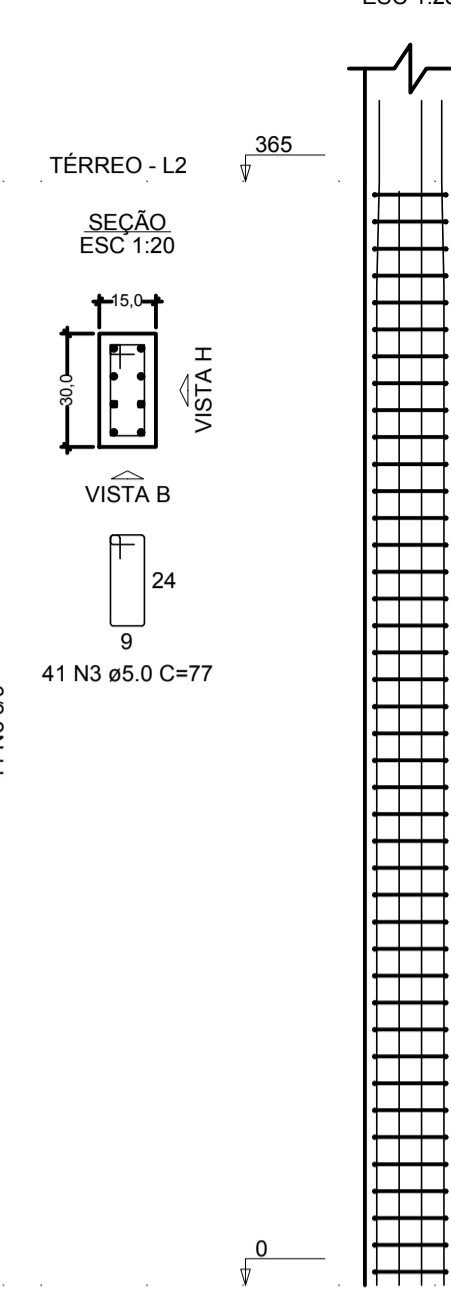 365
TÉRREO - L2
SEÇÃO
ESC 1:20
15,0
30,0
VISTA H
VISTA B
24
9
41 N3 ø5.0 C=77
0